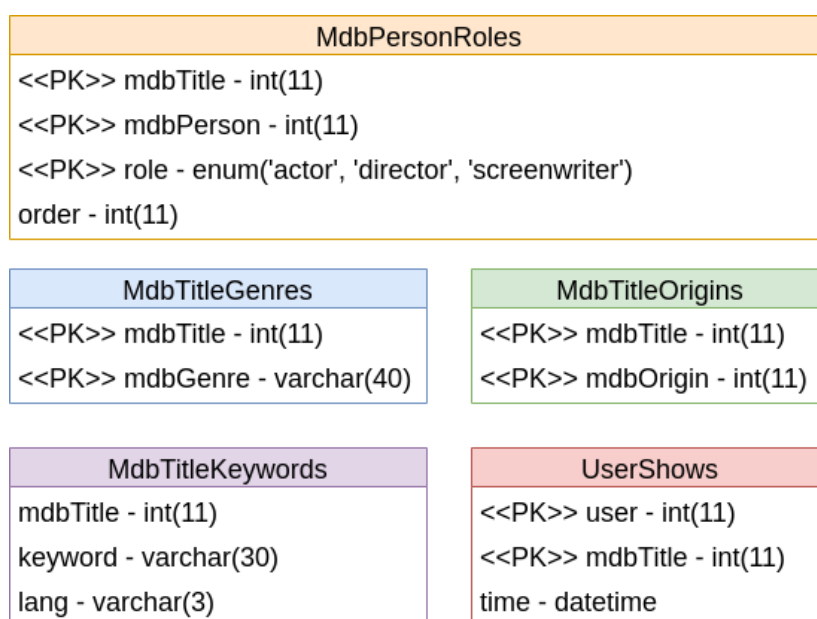 MdbPersonRoles
<<PK>> mdbTitle - int(11)
<<PK>> mdbPerson - int(11)
<<PK>> role - enum('actor', 'director', 'screenwriter')
order - int(11)
MdbTitleGenres
<<PK>> mdbTitle - int(11)
<<PK>> mdbGenre - varchar(40)
MdbTitleOrigins
<<PK>> mdbTitle - int(11)
<<PK>> mdbOrigin - int(11)
MdbTitleKeywords
mdbTitle - int(11)
keyword - varchar(30)
lang - varchar(3)
UserShows
<<PK>> user - int(11)
<<PK>> mdbTitle - int(11)
time - datetime